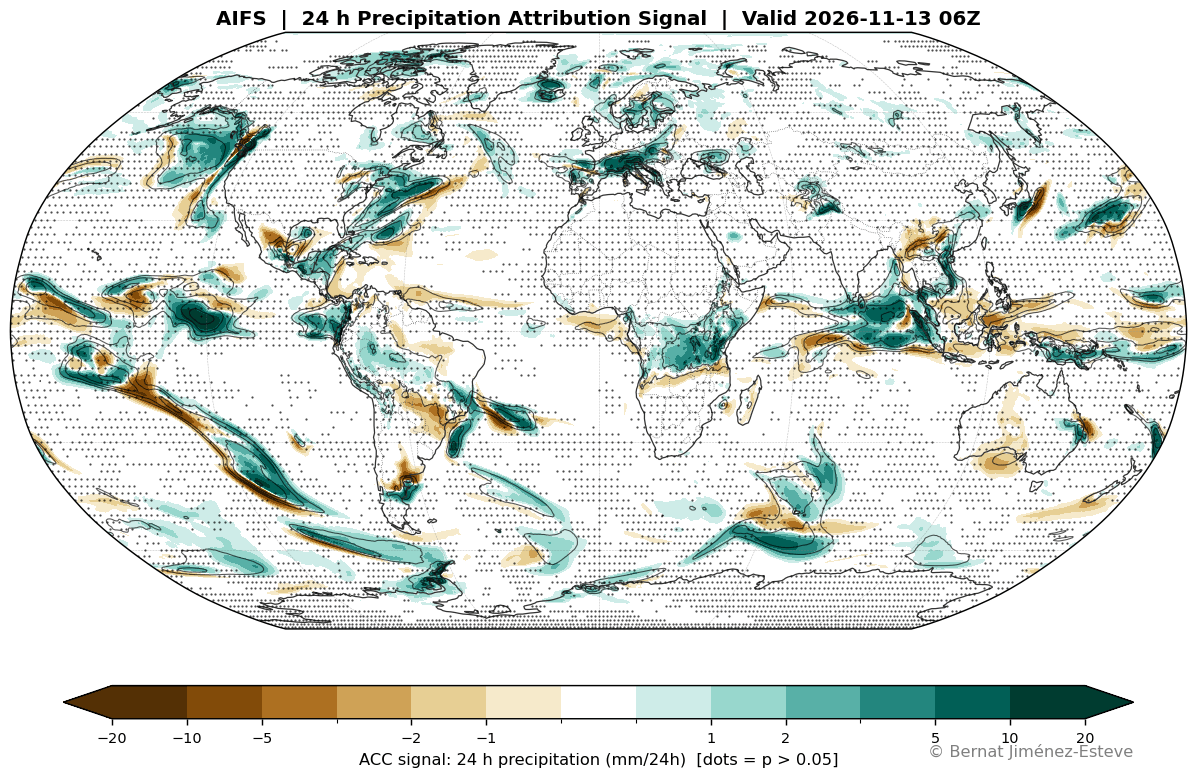 AIFS | 24 h Precipitation Attribution Signal | Valid 2026-11-13 06Z
−20 −10 −5 −2 −1 1 2 5 10 20
© Bernat Jiménez-Esteve
ACC signal: 24 h precipitation (mm/24h) [dots = p > 0.05]